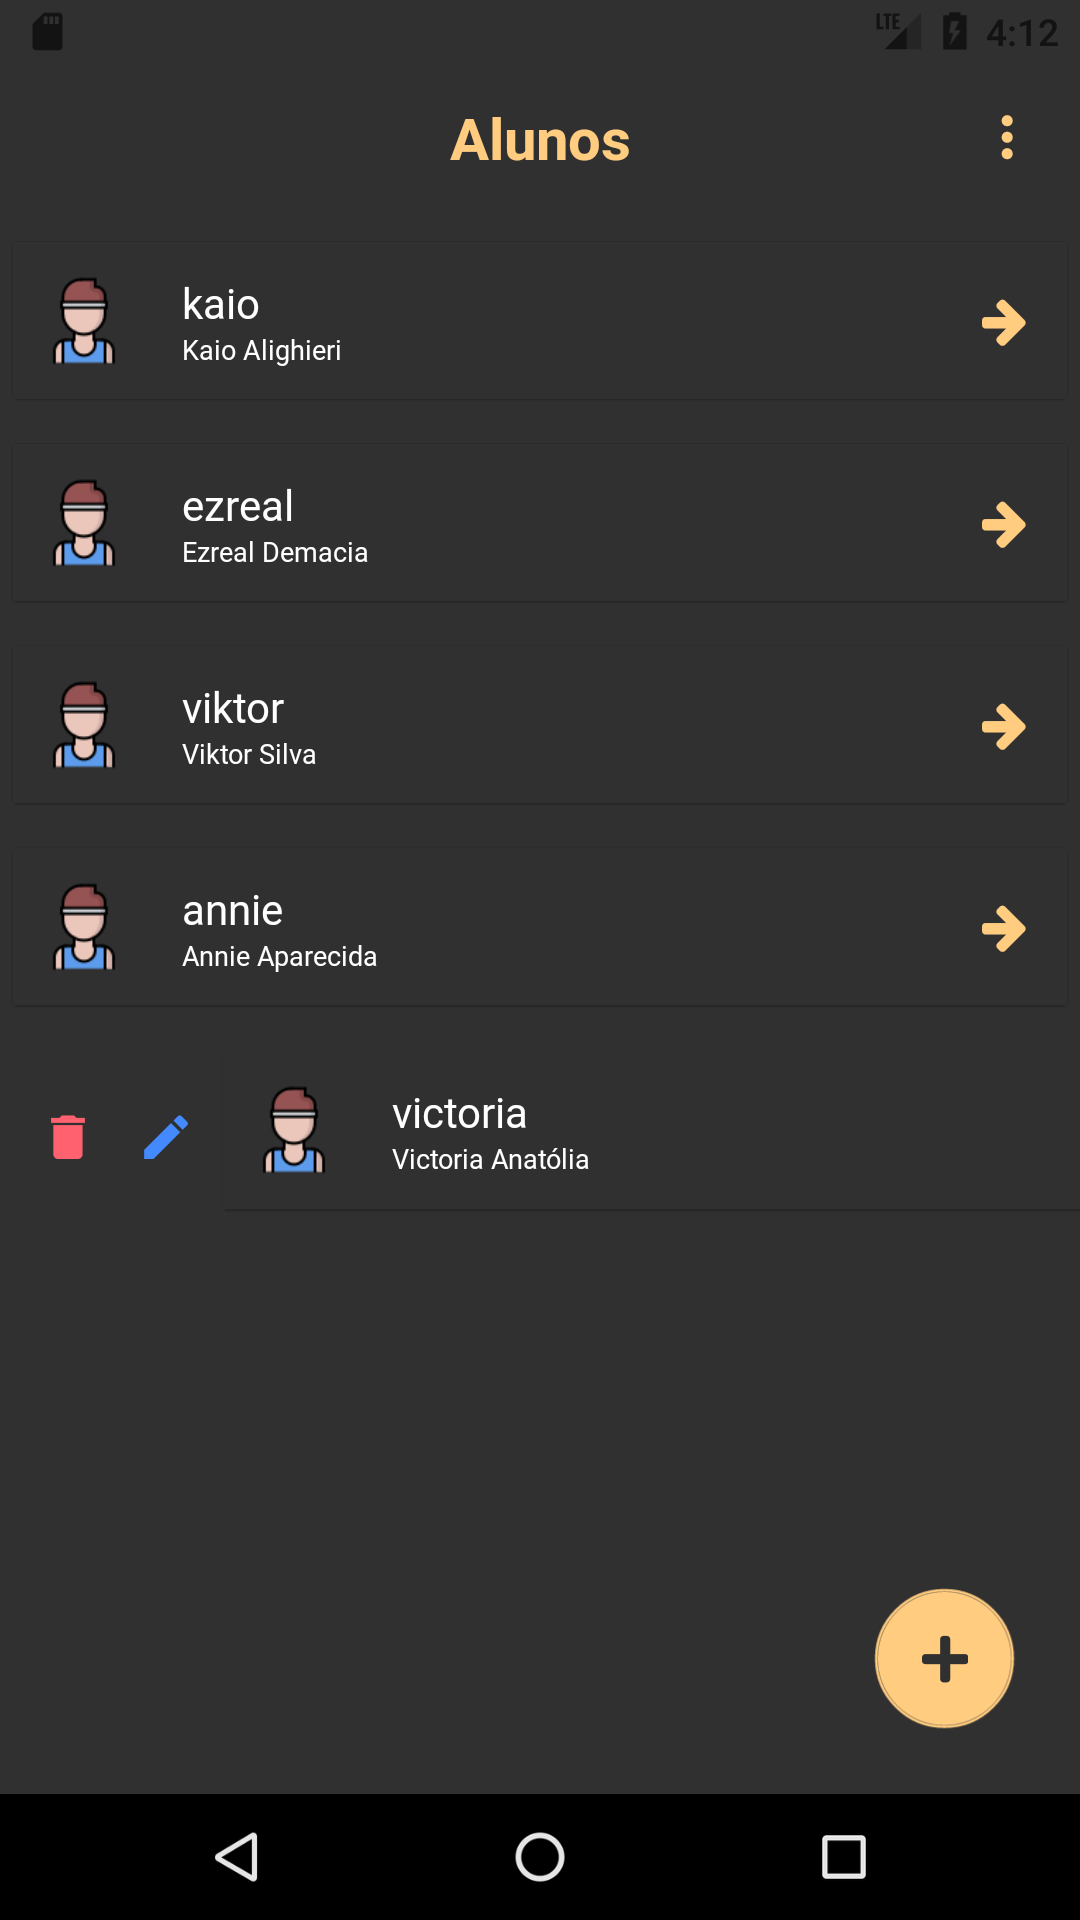 LTE 4:12
Alunos
kaio
Kaio Alighieri
ezreal
Ezreal Demacia
viktor
Viktor Silva
annie
Annie Aparecida
victoria
Victoria Anatólia